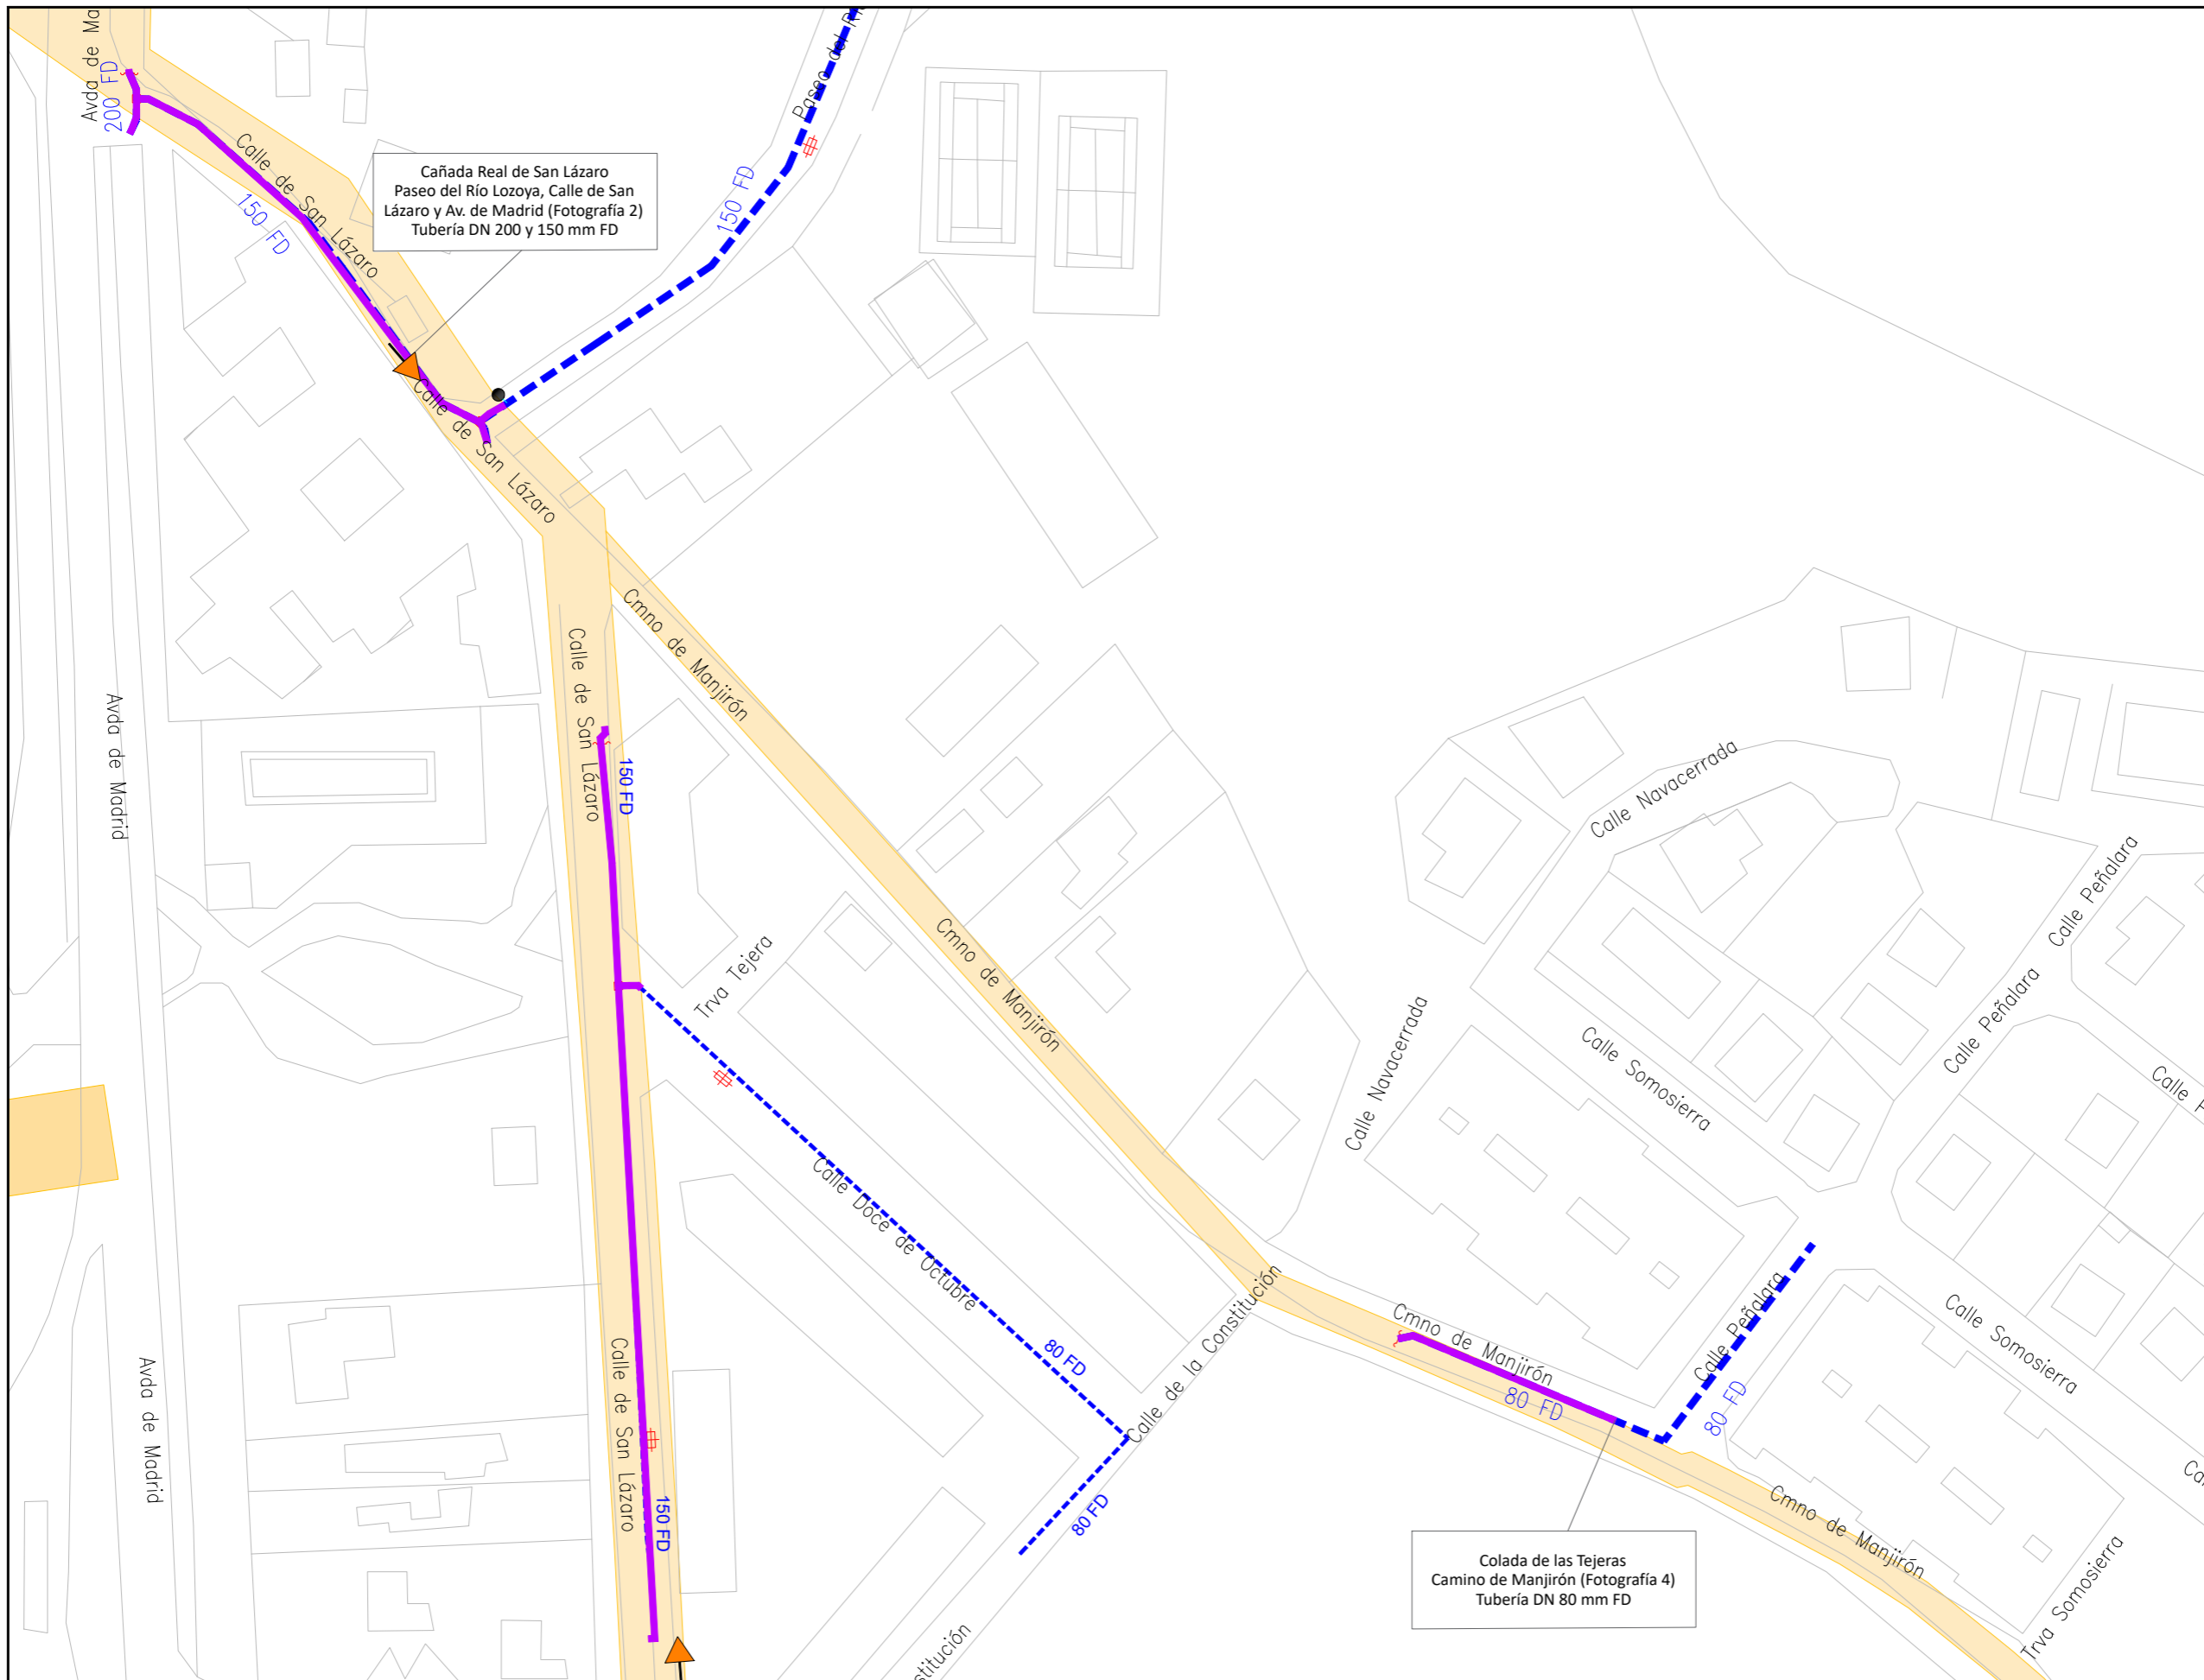 Avda de Ma
200 FD
Calle de San Lázaro
150 FD
Cañada Real de San Lázaro
Paseo del Río Lozoya, Calle de San
Lázaro y Av. de Madrid (Fotografía 2)
Tubería DN 200 y 150 mm FD
Paseo del
150 FD
Calle de San Lázaro
Cmno de Manjirón
Calle de San Lázaro
150 FD
Avda de Madrid
Calle Navacerrada
Calle Peñalara
Trva Tejera
Cmno de Manjirón
Calle Navacerrada
Calle Somosierra
Calle Peñalara
Calle
Calle Doce de Octubre
80 FD
Calle de la Constitución
Cmno de Manjirón
80 FD
Calle Peñalara
80 FD
Calle Somosierra
Avda de Madrid
Calle de San Lázaro
150 FD
80 FD
Ca
Cmno de Manjirón
Trva Somosierra
Colada de las Tejeras
Camino de Manjirón (Fotografía 4)
Tubería DN 80 mm FD
stitución